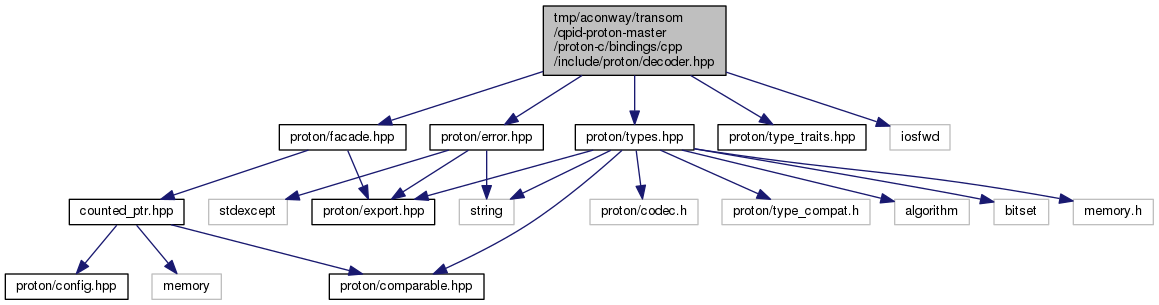 tmp/aconway/transom
/qpid-proton-master
/proton-c/bindings/cpp
/include/proton/decoder.hpp
proton/facade.hpp
proton/error.hpp
proton/types.hpp
proton/type_traits.hpp
iosfwd
counted_ptr.hpp
stdexcept
proton/export.hpp
string
proton/codec.h
proton/type_compat.h
algorithm
bitset
memory.h
proton/config.hpp
memory
proton/comparable.hpp